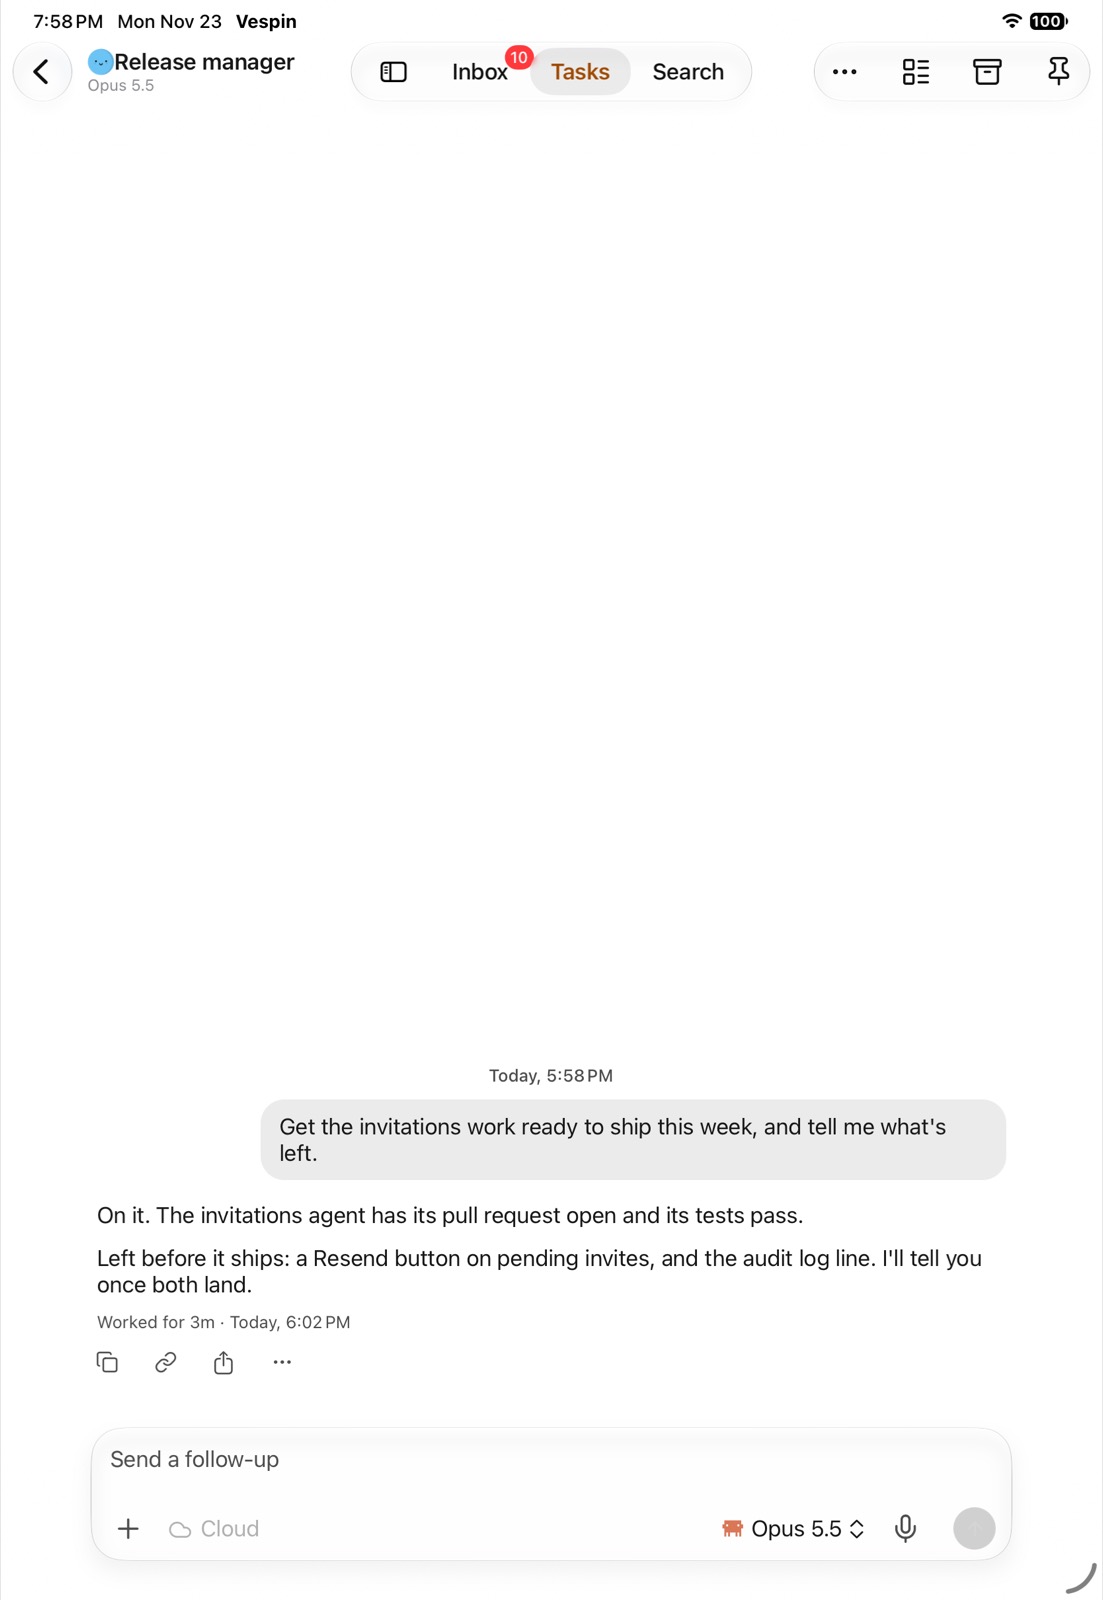 7:58 PM Mon Nov 23 Vespin
100
Release manager
Opus 5.5
Inbox
10
Tasks
Search
Today, 5:58 PM
Get the invitations work ready to ship this week, and tell me what's
left.
On it. The invitations agent has its pull request open and its tests pass.
Left before it ships: a Resend button on pending invites, and the audit log line. I'll tell you
once both land.
Worked for 3m · Today, 6:02 PM
Send a follow-up
Cloud
Opus 5.5